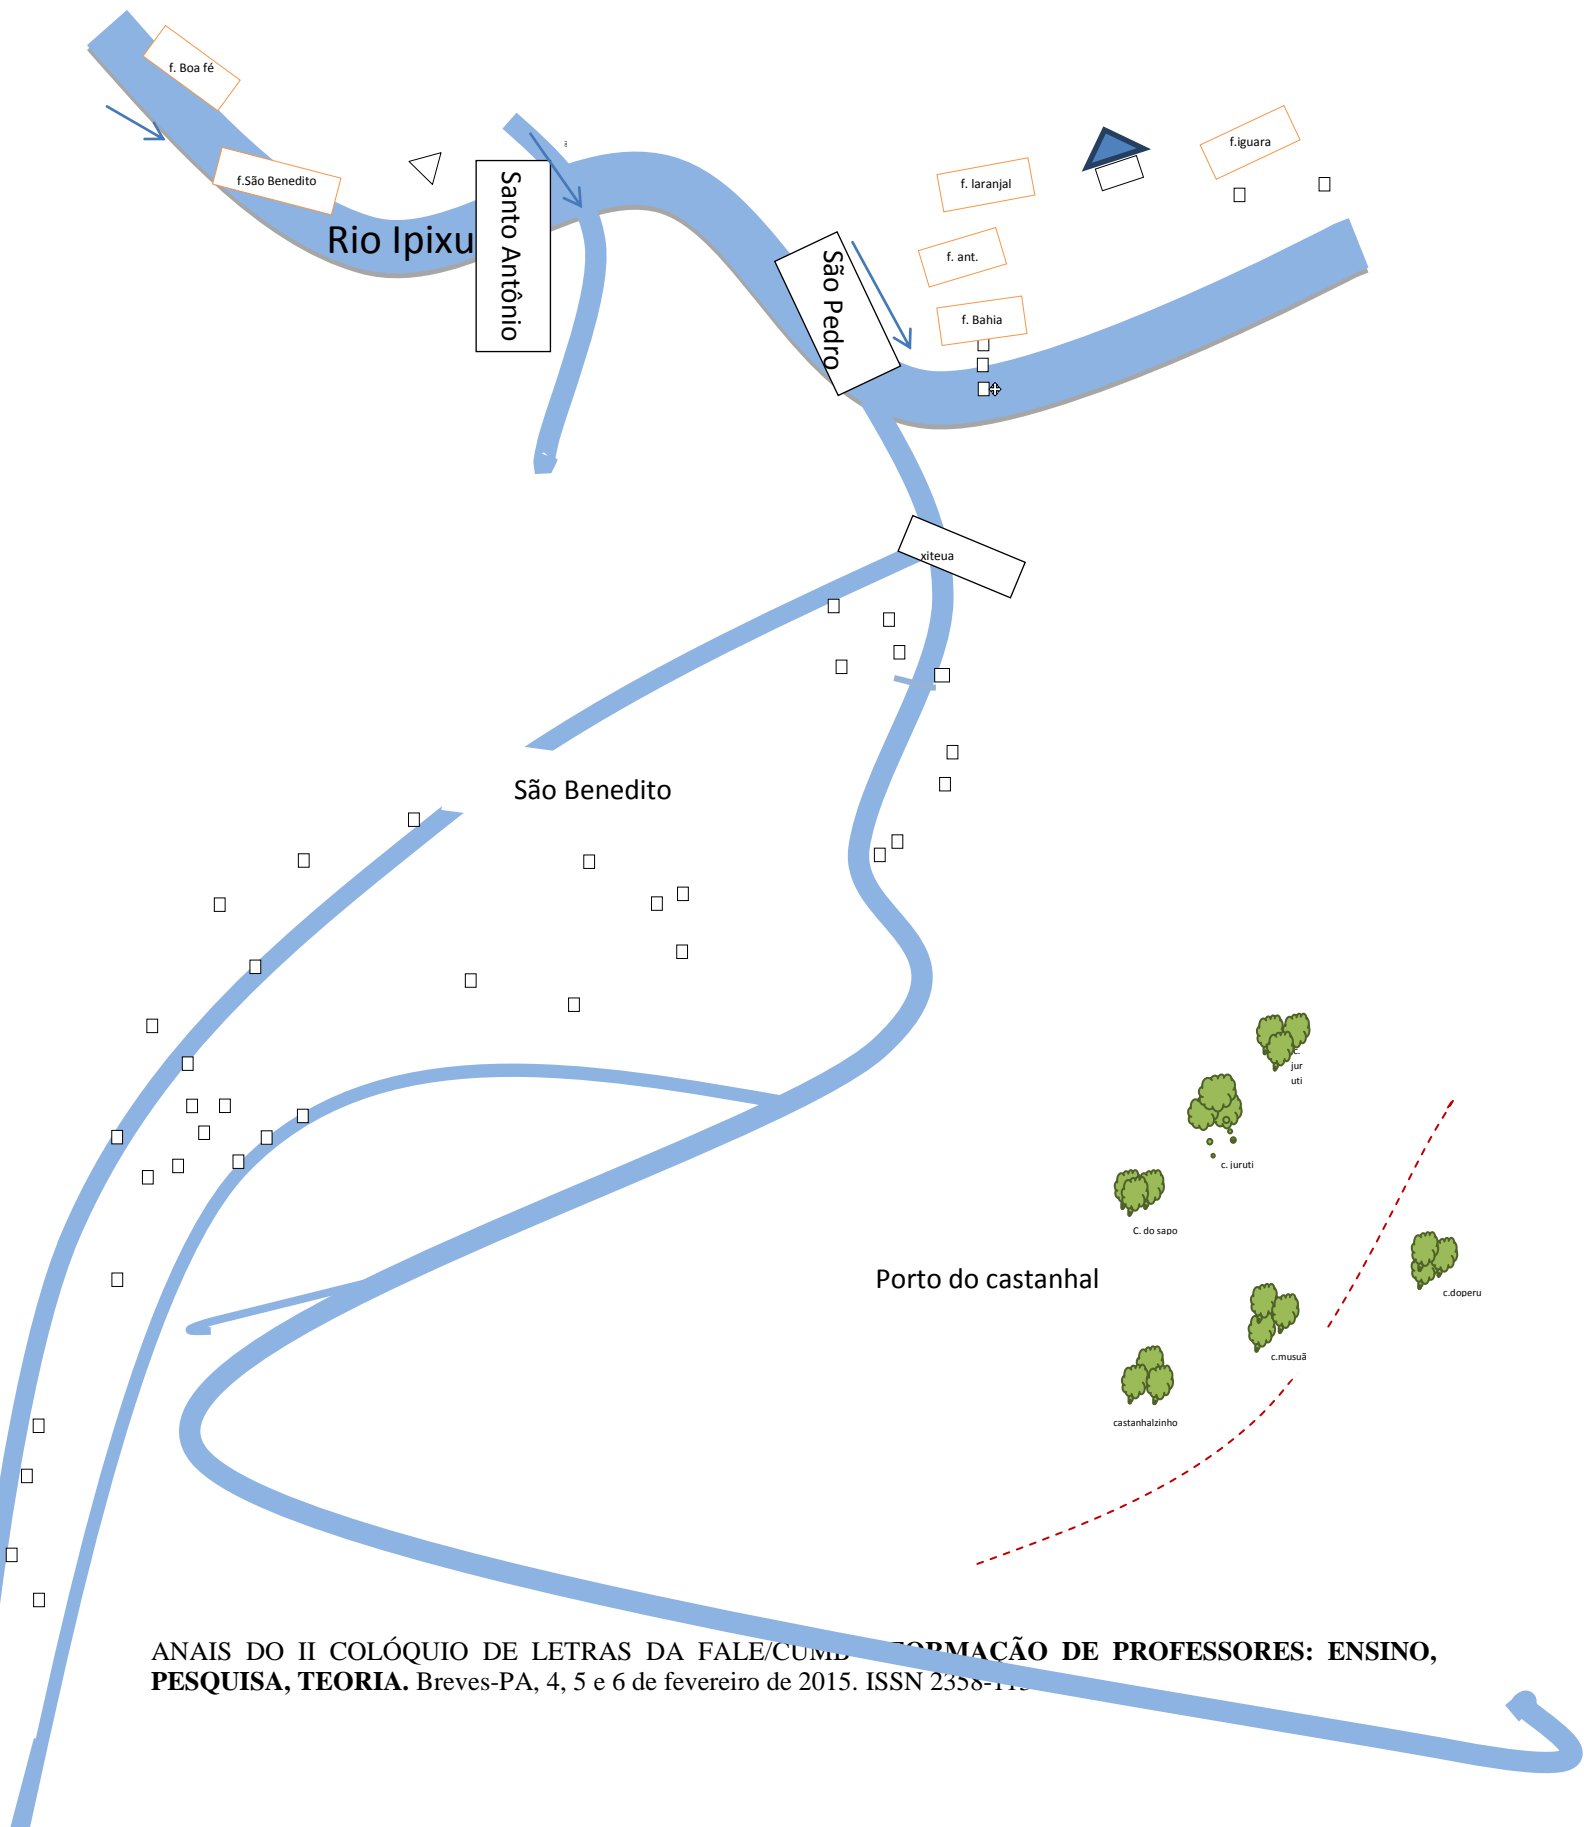 f. Boa fé
f.São Benedito
Rio Ipixu
Santo Antônio
São Pedro
f. laranjal
f.iguara
f. ant.
f. Bahia
xiteua
São Benedito
C.
jur
uti
c. juruti
C. do sapo
Porto do castanhal
c.doperu
c.musuã
castanhalzinho
ANAIS DO II COLÓQUIO DE LETRAS DA FALE/CUMB FORMAÇÃO DE PROFESSORES: ENSINO,
PESQUISA, TEORIA. Breves-PA, 4, 5 e 6 de fevereiro de 2015. ISSN